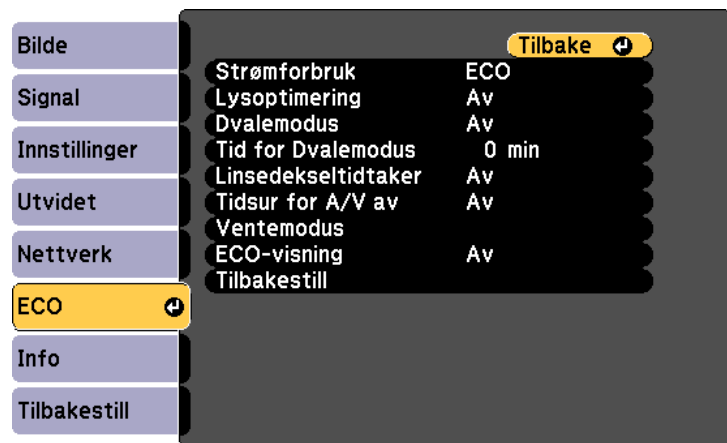 Bilde
Signal
Innstillinger
Utvidet
Nettverk
ECO
Info
Tilbakestill
Tilbake
Strømforbruk ECO
Lysoptimering Av
Dvalemodus Av
Tid for Dvalemodus 0 min
Linsedekseltidtaker Av
Tidsur for A/V av Av
Ventemodus
ECO-visning Av
Tilbakestill